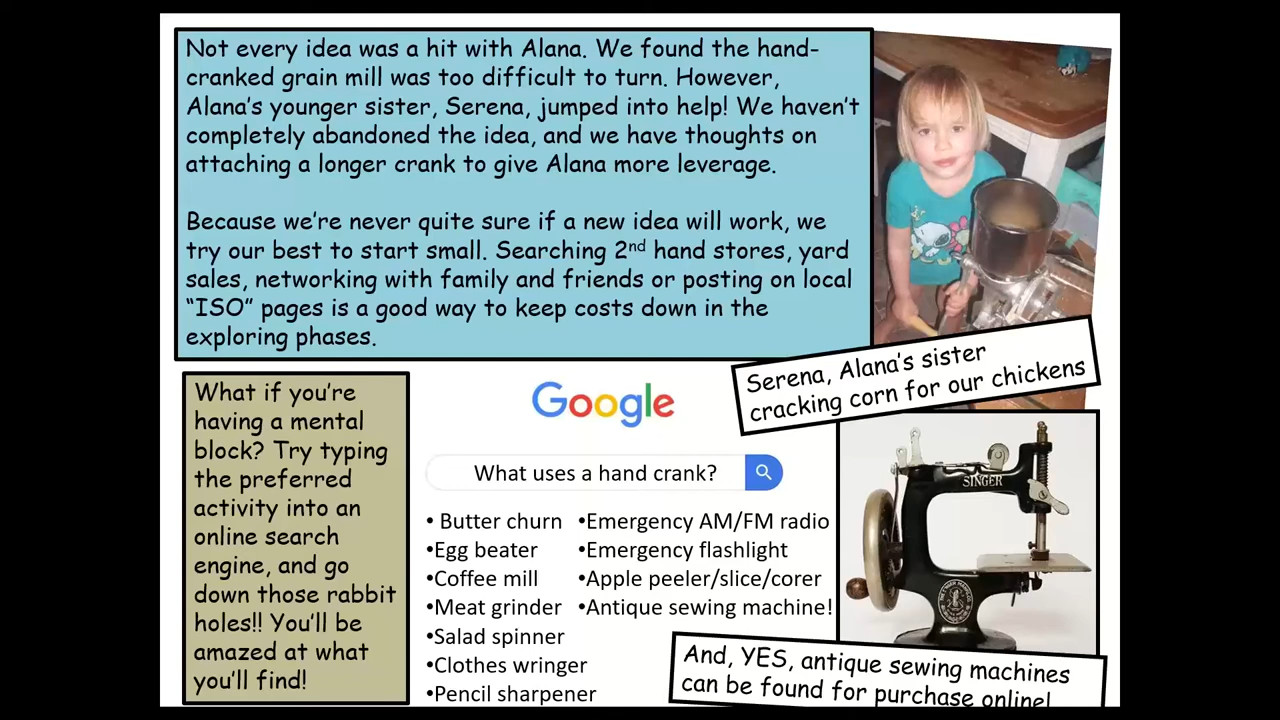 Not every idea was a hit with Alana. We found the hand-
cranked grain mill was too difficult to turn. However,
Alana's younger sister, Serena, jumped into help! We haven't
completely abandoned the idea, and we have thoughts on
attaching a longer crank to give Alana more leverage.
Because we're never quite sure if a new idea will work, we
try our best to start small. Searching 2nd hand stores, yard
sales, networking with family and friends or posting on local
“ISO” pages is a good way to keep costs down in the
exploring phases.
Serena, Alana's sister
cracking corn for our chickens
What if you're
having a mental
block? Try typing
the preferred
activity into an
online search
engine, and go
down those rabbit
holes!! You'll be
amazed at what
you'll find!
Google
What uses a hand crank?
• Butter churn
•Egg beater
•Coffee mill
•Meat grinder
•Salad spinner
•Clothes wringer
•Pencil sharpener
•Emergency AM/FM radio
•Emergency flashlight
•Apple peeler/slice/corer
•Antique sewing machine!
SINGER
And, YES, antique sewing machines
can be found for purchase online!